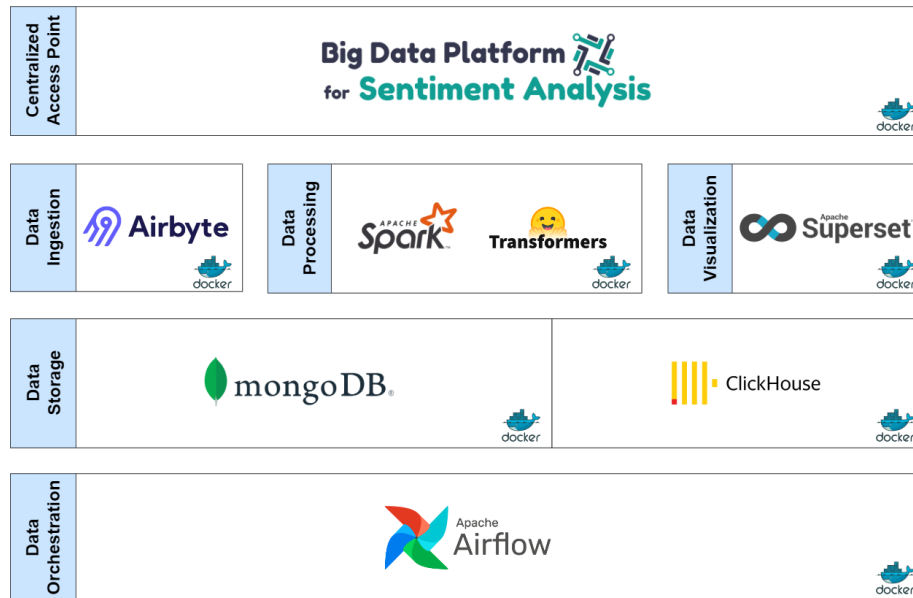 Centralized
Access Point
Big Data Platform
for Sentiment Analysis
docker
Data
Ingestion
Airbyte
docker
Data
Processing
APACHE
Spark
Transformers
docker
Data
Visualization
Apache
Superset
docker
Data
Storage
mongoDB®
docker
ClickHouse
docker
Data
Orchestration
Apache
Airflow
docker